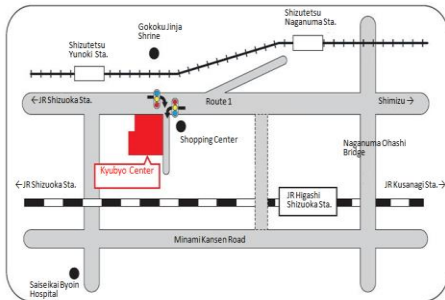 Shizutetsu
Naganuma Sta.
Gokoku Jinja
Shrine
Shizutetsu
Yunoki Sta.
←JR Shizuoka Sta.
Route 1
Shimizu
Shopping Center
Naganuma Ohashi
Bridge
Kyubyo Center
←JR Shizuoka Sta.
JR Kusanagi Sta.→
JR Higashi
Shizuoka Sta.
Minami Kansen Road
Saiseikai Byoin
Hospital